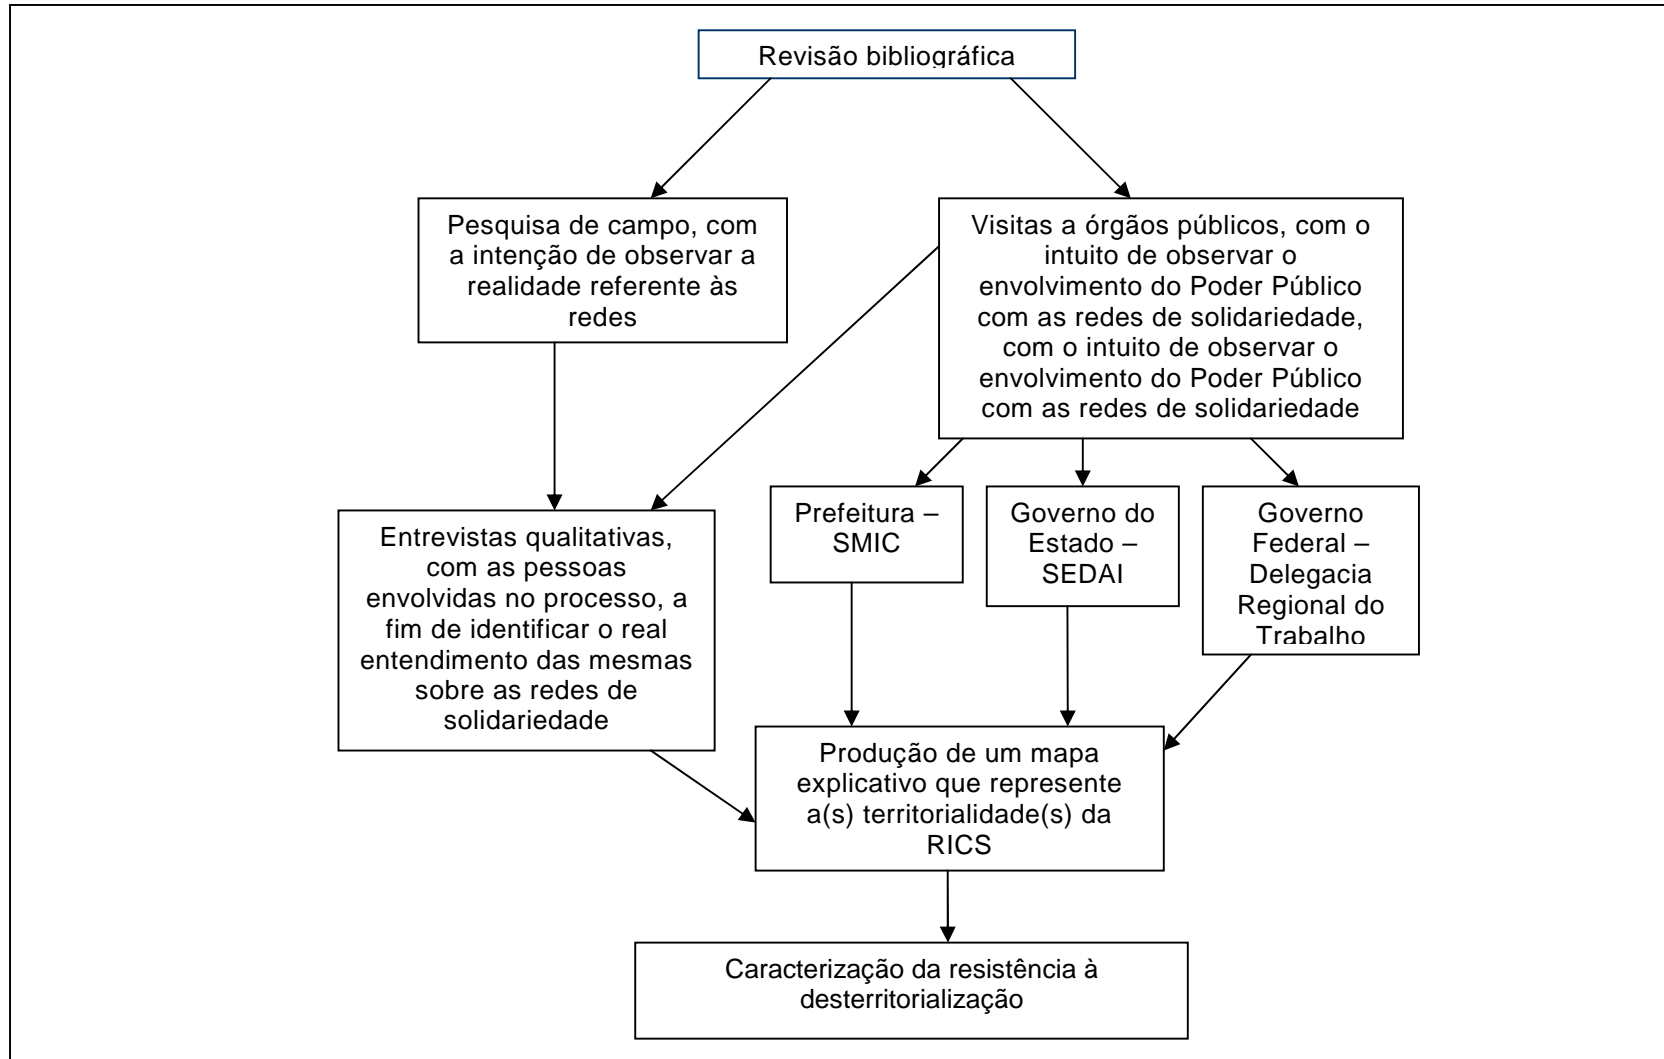 Revisão bibliográfica
Pesquisa de campo, com
a intenção de observar a
realidade referente às
redes
Visitas a órgãos públicos, com o
intuito de observar o
envolvimento do Poder Público
com as redes de solidariedade,
com o intuito de observar o
envolvimento do Poder Público
com as redes de solidariedade
Entrevistas qualitativas,
com as pessoas
envolvidas no processo, a
fim de identificar o real
entendimento das mesmas
sobre as redes de
solidariedade
Prefeitura –
SMIC
Governo do
Estado –
SEDAI
Governo
Federal –
Delegacia
Regional do
Trabalho
Produção de um mapa
explicativo que represente
a(s) territorialidade(s) da
RICS
Caracterização da resistência à
desterritorialização